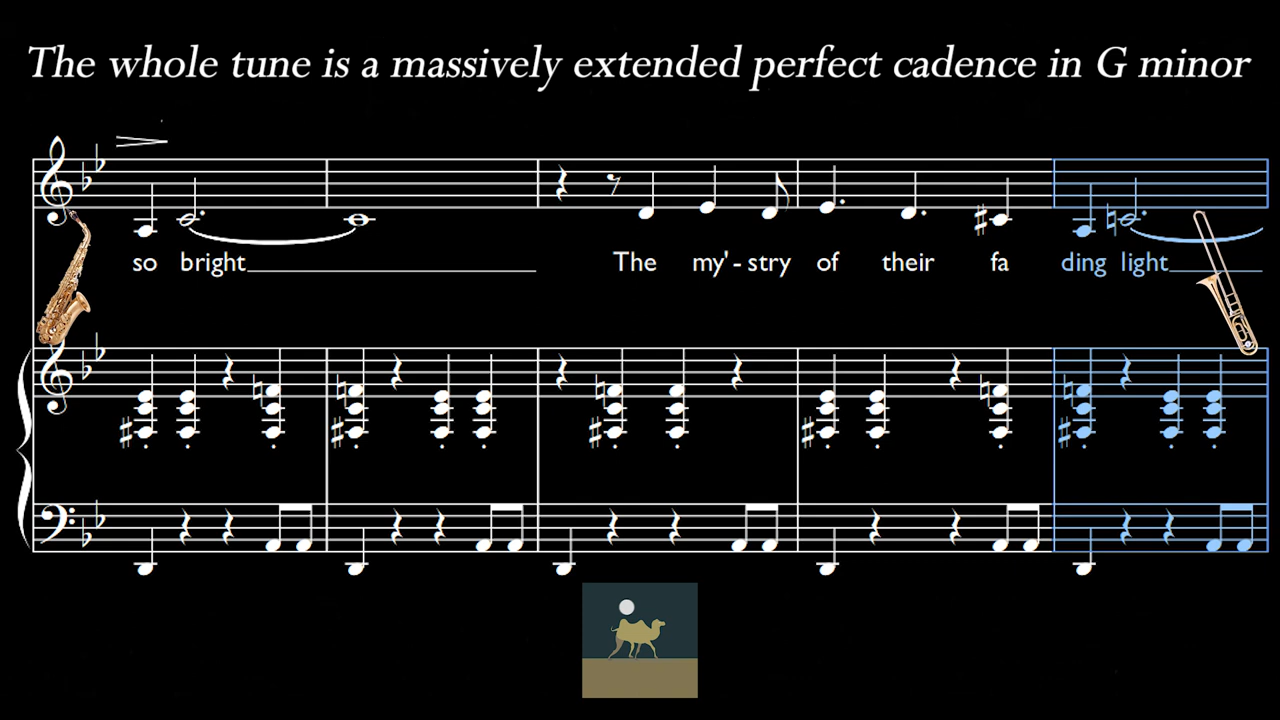 The whole tune is a massively extended perfect cadence in G minor
so bright The my' - stry of their fa ding light